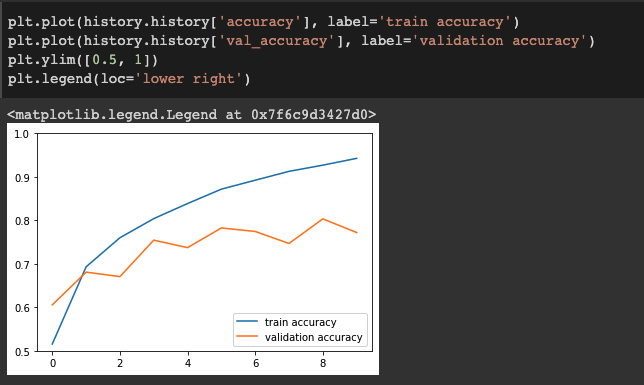 plt.plot(history.history['accuracy'], label='train accuracy')
plt.plot(history.history['val_accuracy'], label='validation accuracy')
plt.ylim([0.5, 1])
plt.legend(loc='lower right')
<matplotlib.legend.Legend at 0x7f6c9d3427d0>
1.0
0.9
0.8
0.7
0.6
0.5
train accuracy
validation accuracy
0 2 4 6 8